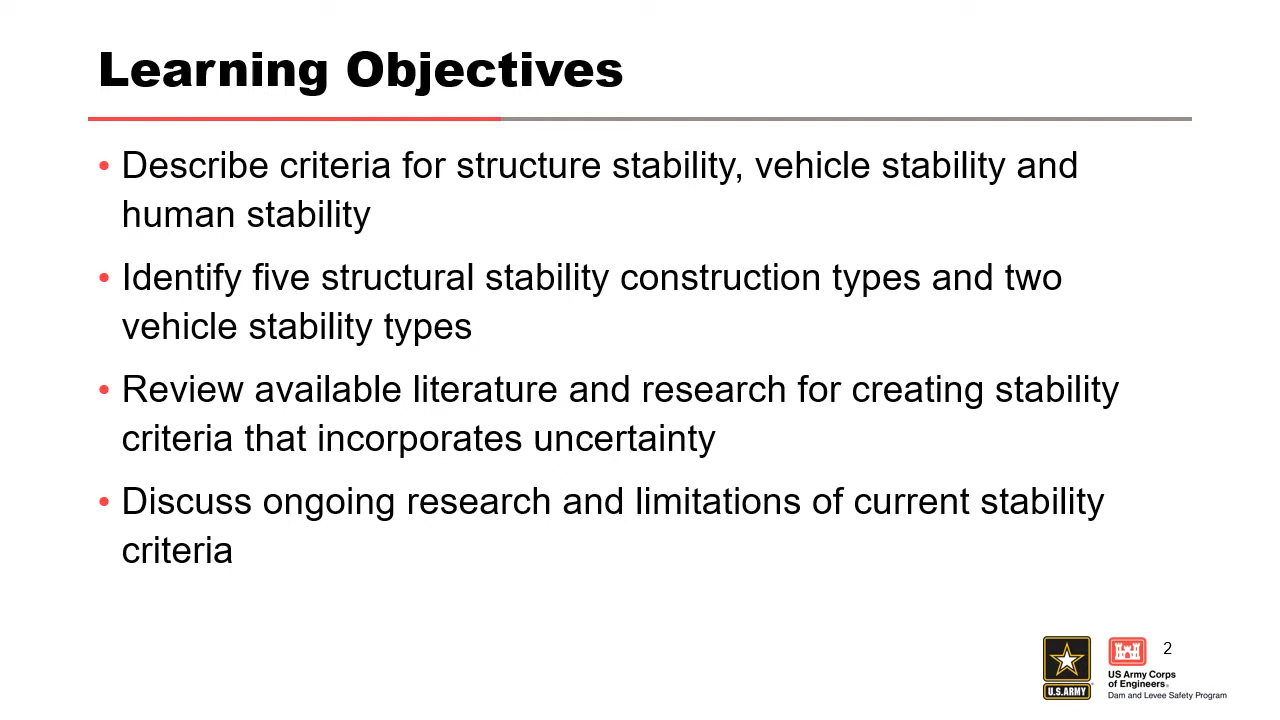 Learning Objectives
• Describe criteria for structure stability, vehicle stability and
human stability
• Identify five structural stability construction types and two
vehicle stability types
• Review available literature and research for creating stability
criteria that incorporates uncertainty
• Discuss ongoing research and limitations of current stability
criteria
2
U.S.ARMY
US Army Corps
of Engineers®
Dam and Levee Safety Program